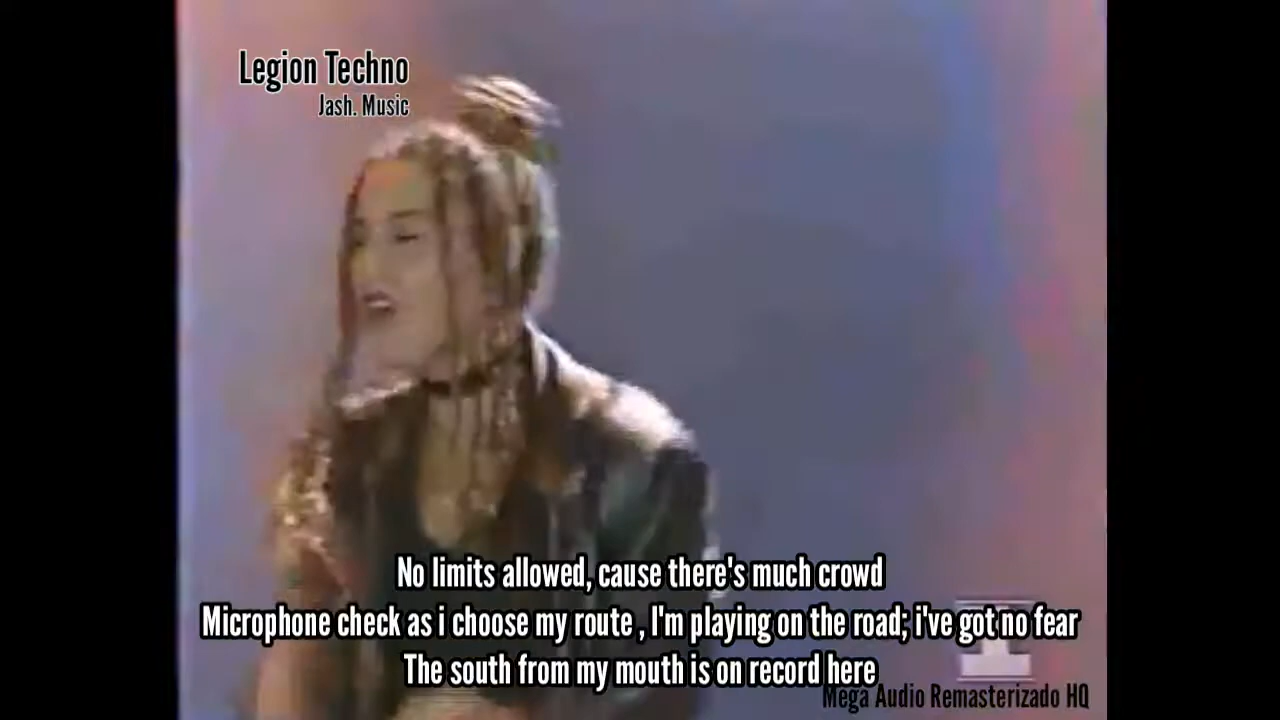 Legion Techno
Jash. Music
No limits allowed, cause there's much crowd
Microphone check as i choose my route , I'm playing on the road; i've got no fear
The south from my mouth is on record here
Mega Audio Remasterizado HQ